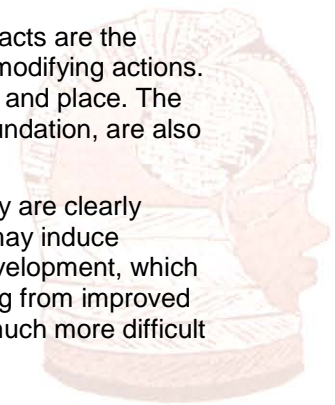 acts are the
modifying actions.
and place. The
undation, are also
y are clearly
may induce
velopment, which
g from improved
much more difficult